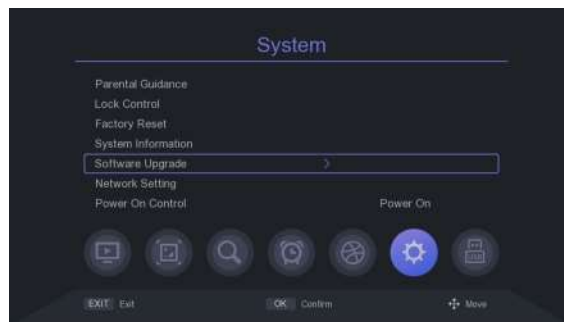 System
Parental Guidance
Lock Control
Factory Reset
System Information
Software Upgrade
Network Setting
Power On Control Power On
USB
EXIT Exit OK Confirm Move